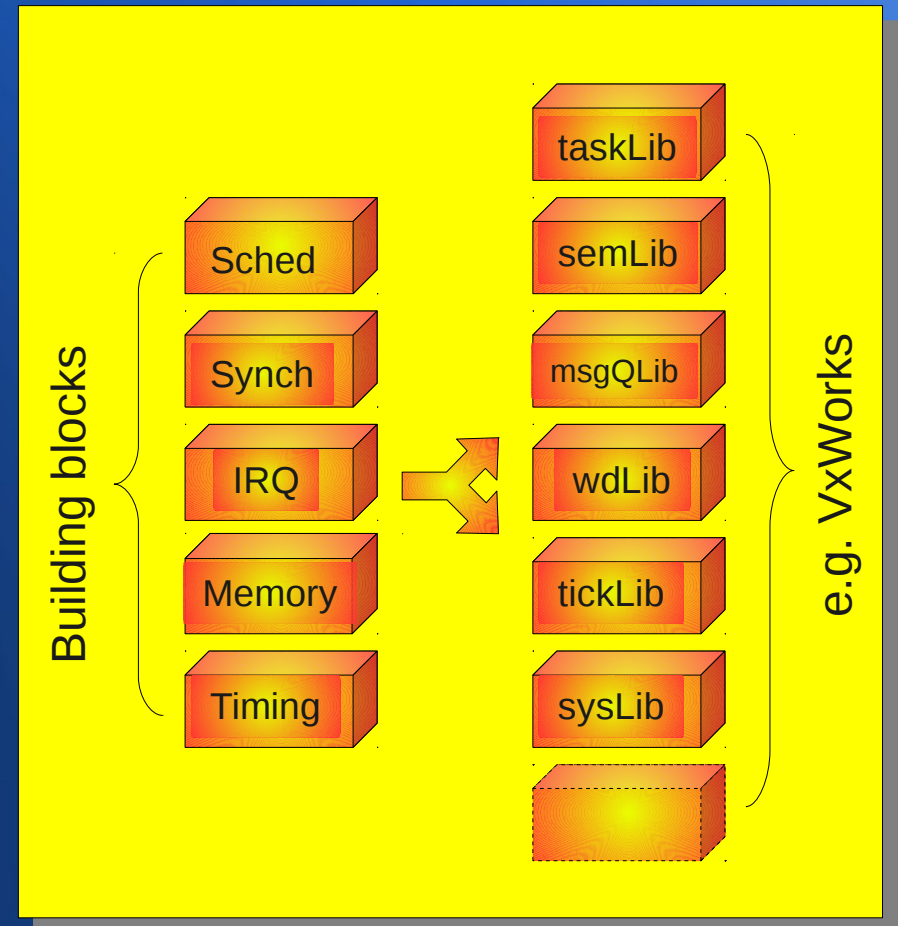 Building blocks
Sched
Synch
IRQ
Memory
Timing
taskLib
semLib
msgQLib
wdLib
tickLib
sysLib
e.g. VxWorks